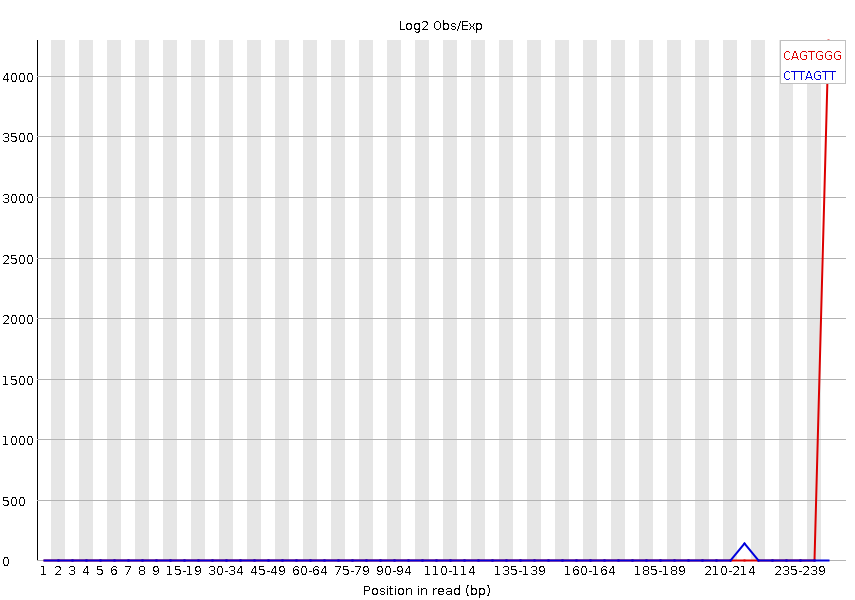 Log2 Obs/Exp
CAGTGGG
CTTAGTT
4000
3500
3000
2500
2000
1500
1000
500
0
1 2 3 4 5 6 7 8 9 15-19 30-34 45-49 60-64 75-79 90-94 110-114 135-139 160-164 185-189 210-214 235-239
Position in read (bp)